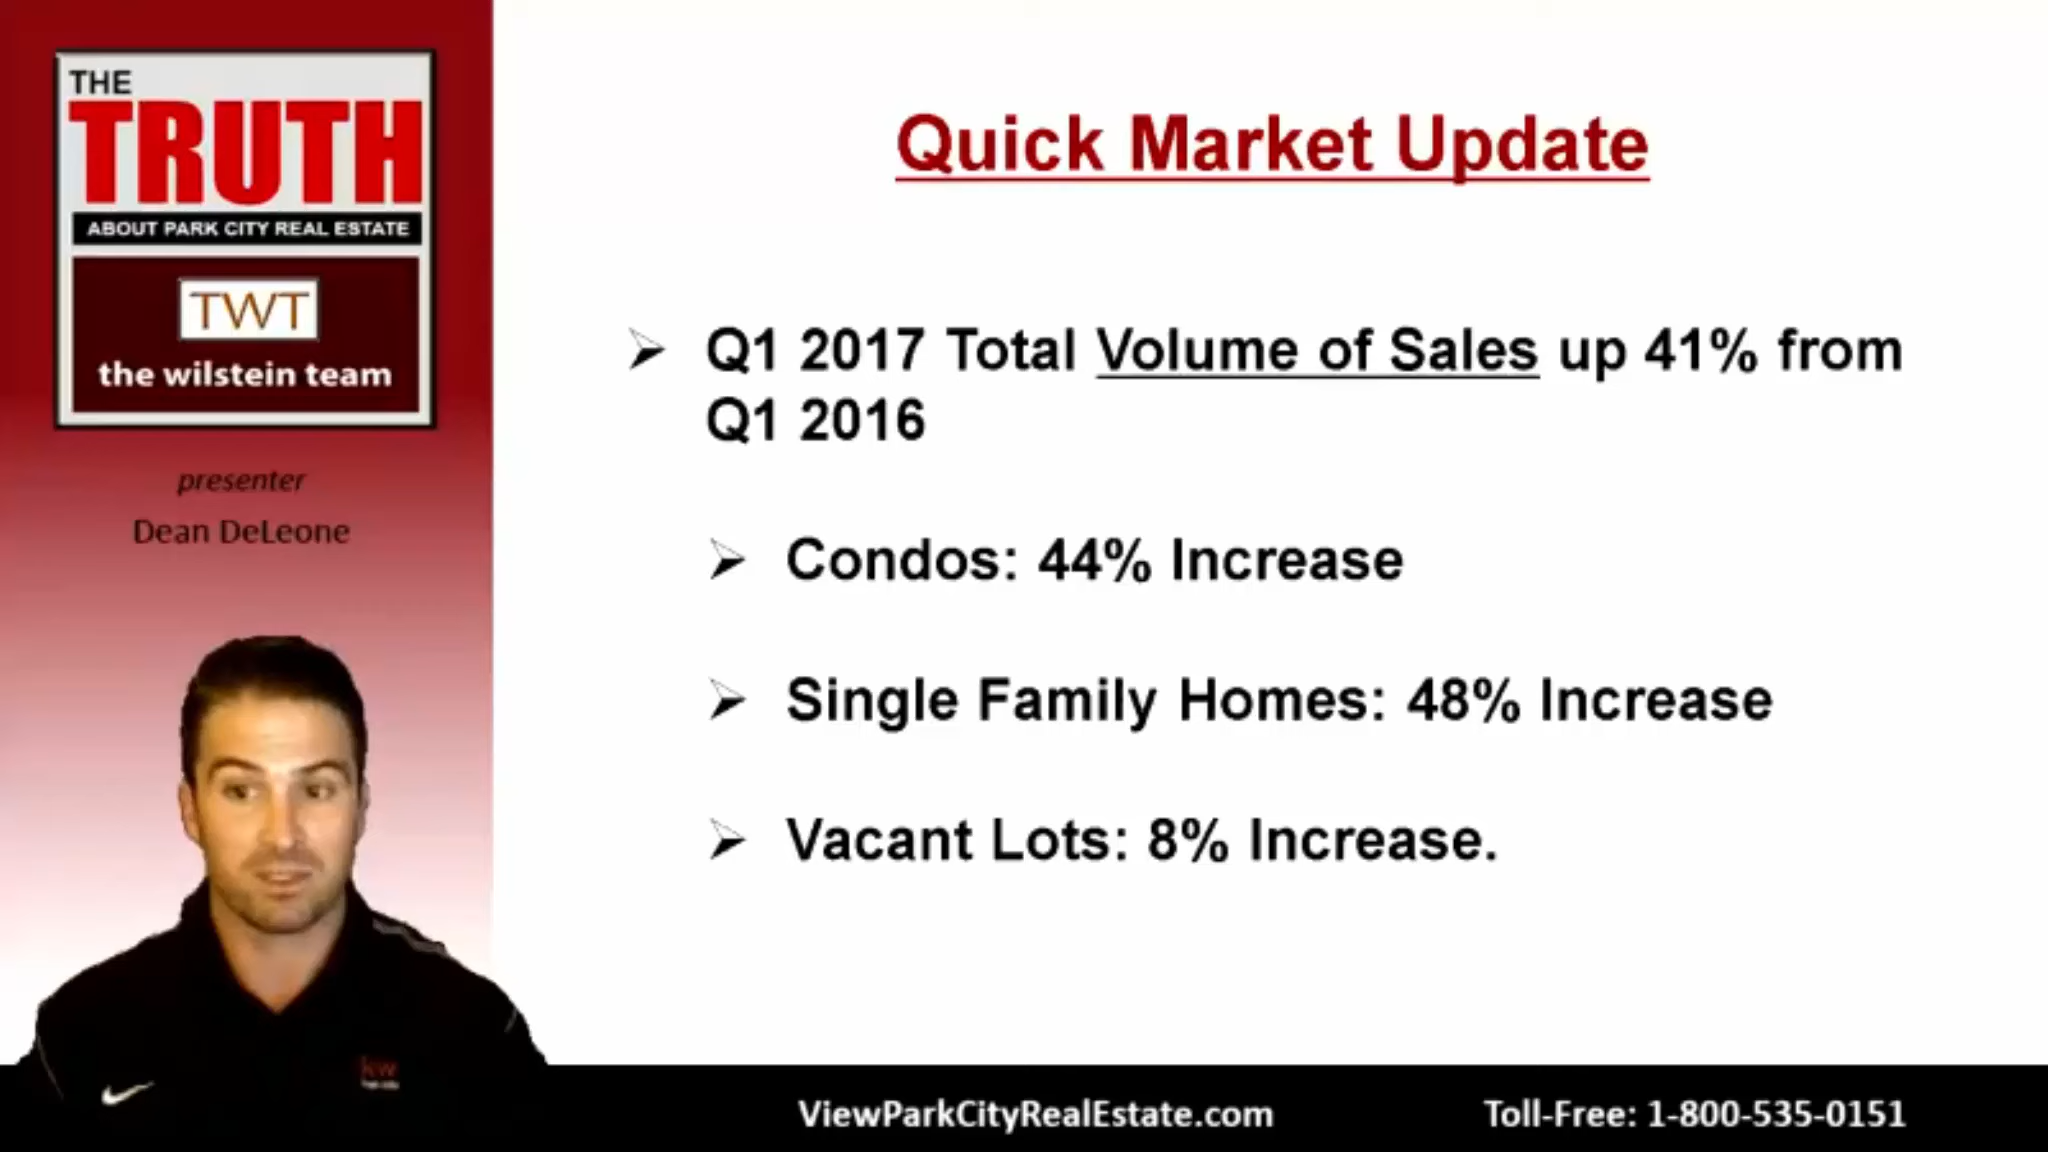 THE
TRUTH
ABOUT PARK CITY REAL ESTATE
TWT
the wilstein team
presenter
Dean DeLeone
Quick Market Update
Q1 2017 Total Volume of Sales up 41% from
Q1 2016
Condos: 44% Increase
Single Family Homes: 48% Increase
Vacant Lots: 8% Increase.
kw
ViewParkCityRealEstate.com
Toll-Free: 1-800-535-0151